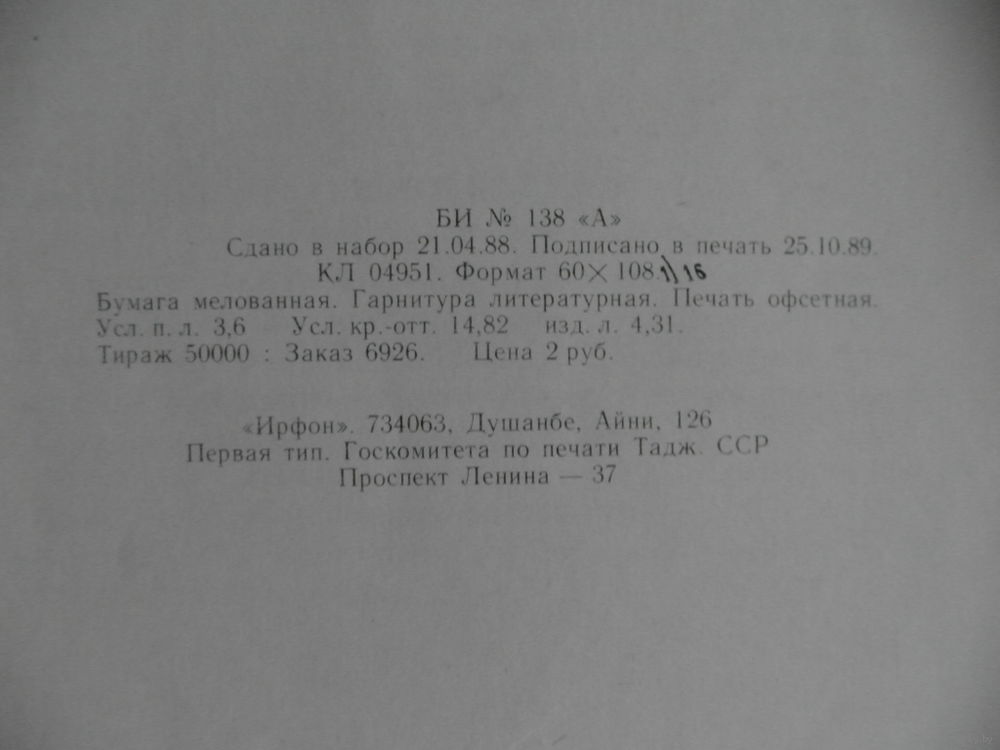 БИ № 138 «А»
Сдано в набор 21.04.88. Подписано в печать 25.10.89.
КЛ 04951. Формат 60×108 1/16
Бумага мелованная. Гарнитура литературная. Печать офсетная.
Усл. п. л. 3,6 Усл. кр.-отт. 14,82 изд. л. 4,31.
Тираж 50000 : Заказ 6926. Цена 2 руб.
«Ирфон». 734063, Душанбе, Айни, 126
Первая тип. Госкомитета по печати Тадж. ССР
Проспект Ленина — 37